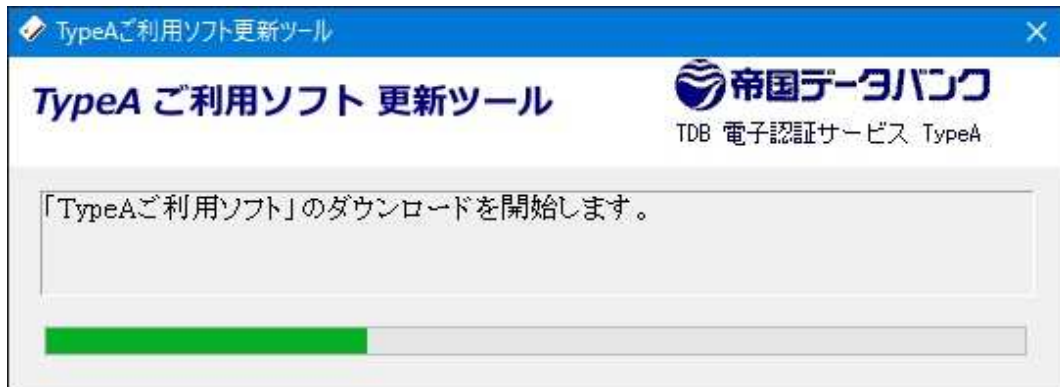 TypeAご利用ソフト更新ツール
TypeA ご利用ソフト 更新ツール
帝国データバンク
TDB 電子認証サービス TypeA
「TypeAご利用ソフト」のダウンロードを開始します。